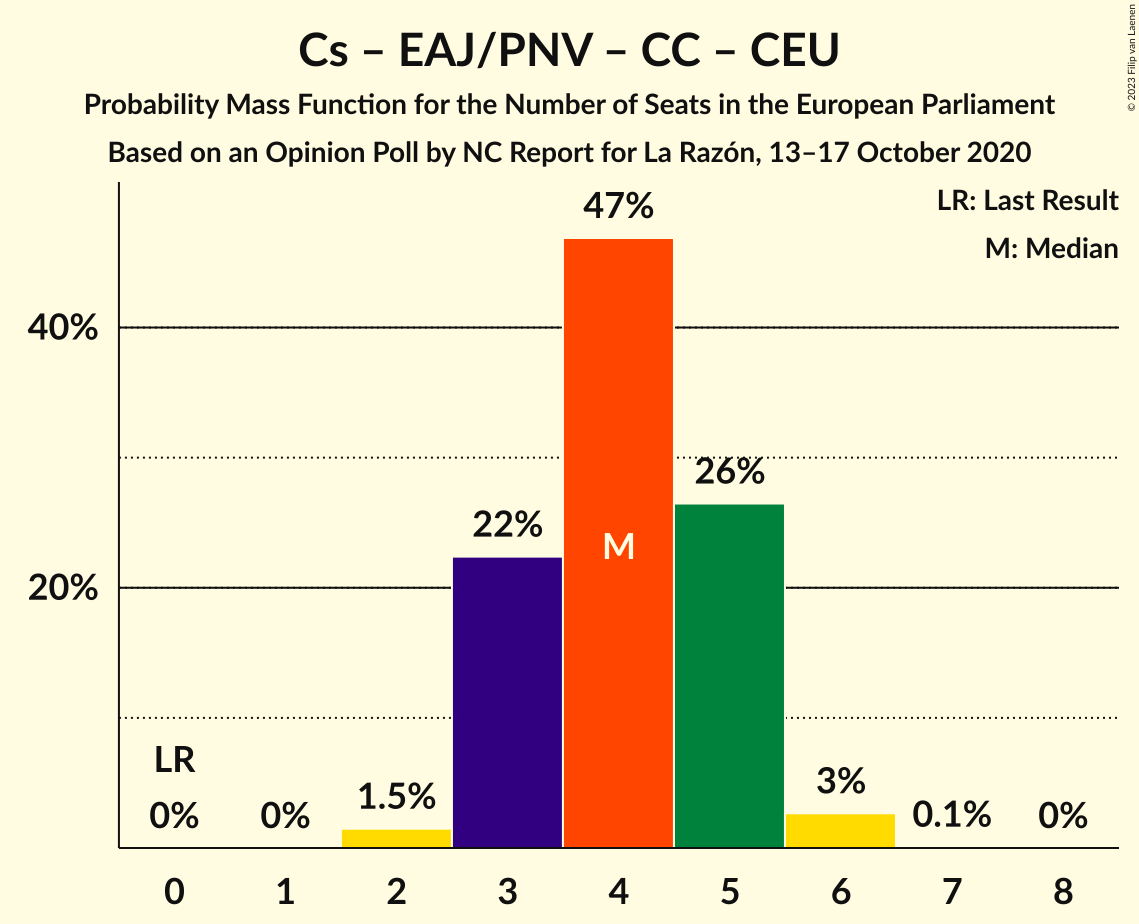 Cs – EAJ/PNV – CC – CEU
Probability Mass Function for the Number of Seats in the European Parliament
Based on an Opinion Poll by NC Report for La Razón, 13–17 October 2020
© 2023 Filip van Laenen
LR: Last Result
M: Median
47%
40%
26%
22%
M
20%
LR
0%
0%
1.5%
3%
0.1%
0%
0 1 2 3 4 5 6 7 8